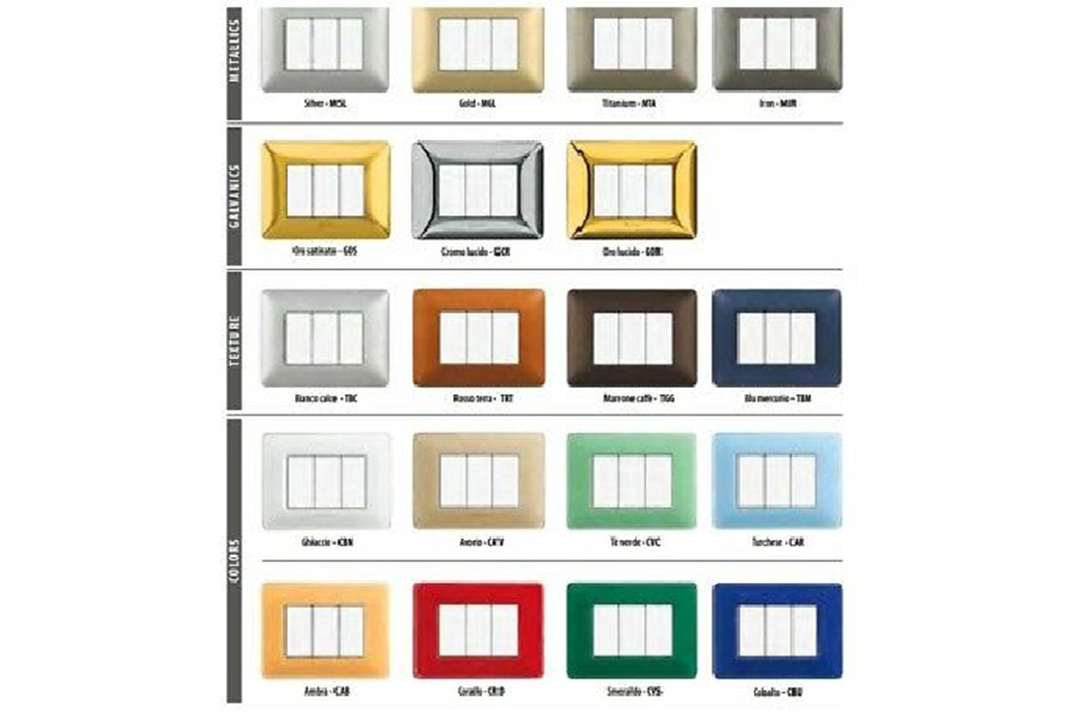 METALLICS
Silver - MSL
Gold - MGL
Titanium - MTA
Iron - MIR
GALVANICS
Oro satinato - GOS
Cromo lucido - GCR
Oro lucido - GOR
TEXTURE
Bianco calce - TBC
Rosso terra - TRT
Marrone caffè - TGG
Blu mercurio - TBM
COLORS
Ghiaccio - CBN
Avorio - CAV
Te verde - CVC
Turchese - CAR
Ambra - CAB
Corallo - CRD
Smeraldo - CVS
Cobalto - CBU